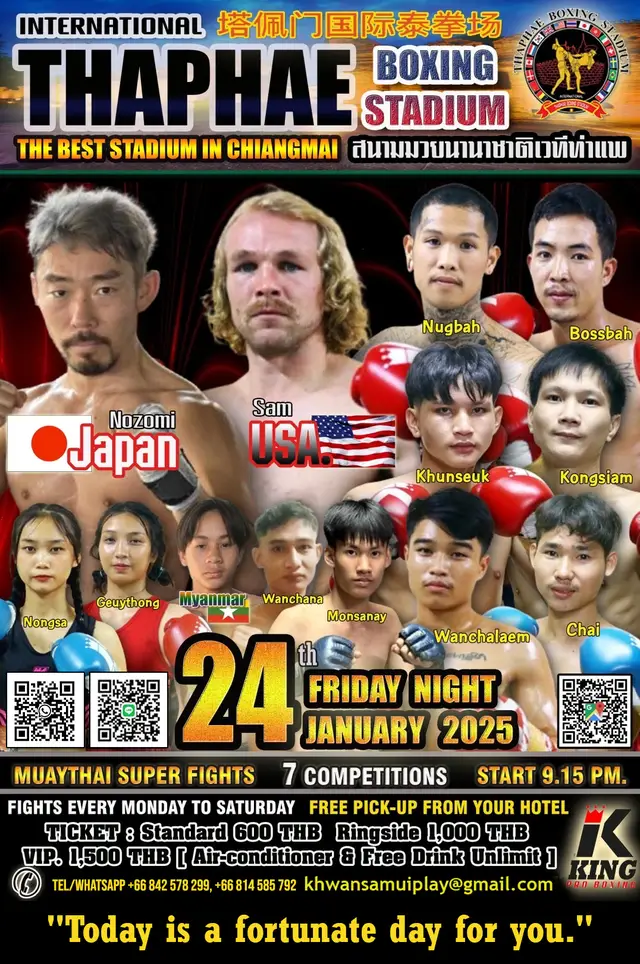 INTERNATIONAL 塔佩门国际泰拳场
THAPHAE BOXING STADIUM
THAPHAE BOXING STADIUM
INTERNATIONAL
THE BEST STADIUM IN CHIANGMAI สนามมวยนานาชาติเวทีท่าแพ
Nugbah
Bossbah
Nozomi
Japan
Sam
USA.
Khunseuk
Kongsiam
Nongsa
Geuythong
Myanmar
Wanchana
Monsanay
Wanchalaem
Chai
24th FRIDAY NIGHT
JANUARY 2025
MUAYTHAI SUPER FIGHTS 7 COMPETITIONS START 9.15 PM.
FIGHTS EVERY MONDAY TO SATURDAY FREE PICK-UP FROM YOUR HOTEL
TICKET : Standard 600 THB Ringside 1,000 THB
VIP. 1,500 THB [ Air-conditioner & Free Drink Unlimit ]
K
KING
PRO BOXING
TEL/WHATSAPP +66 842 578 299, +66 814 585 792 khwansamuiplay@gmail.com
"Today is a fortunate day for you."